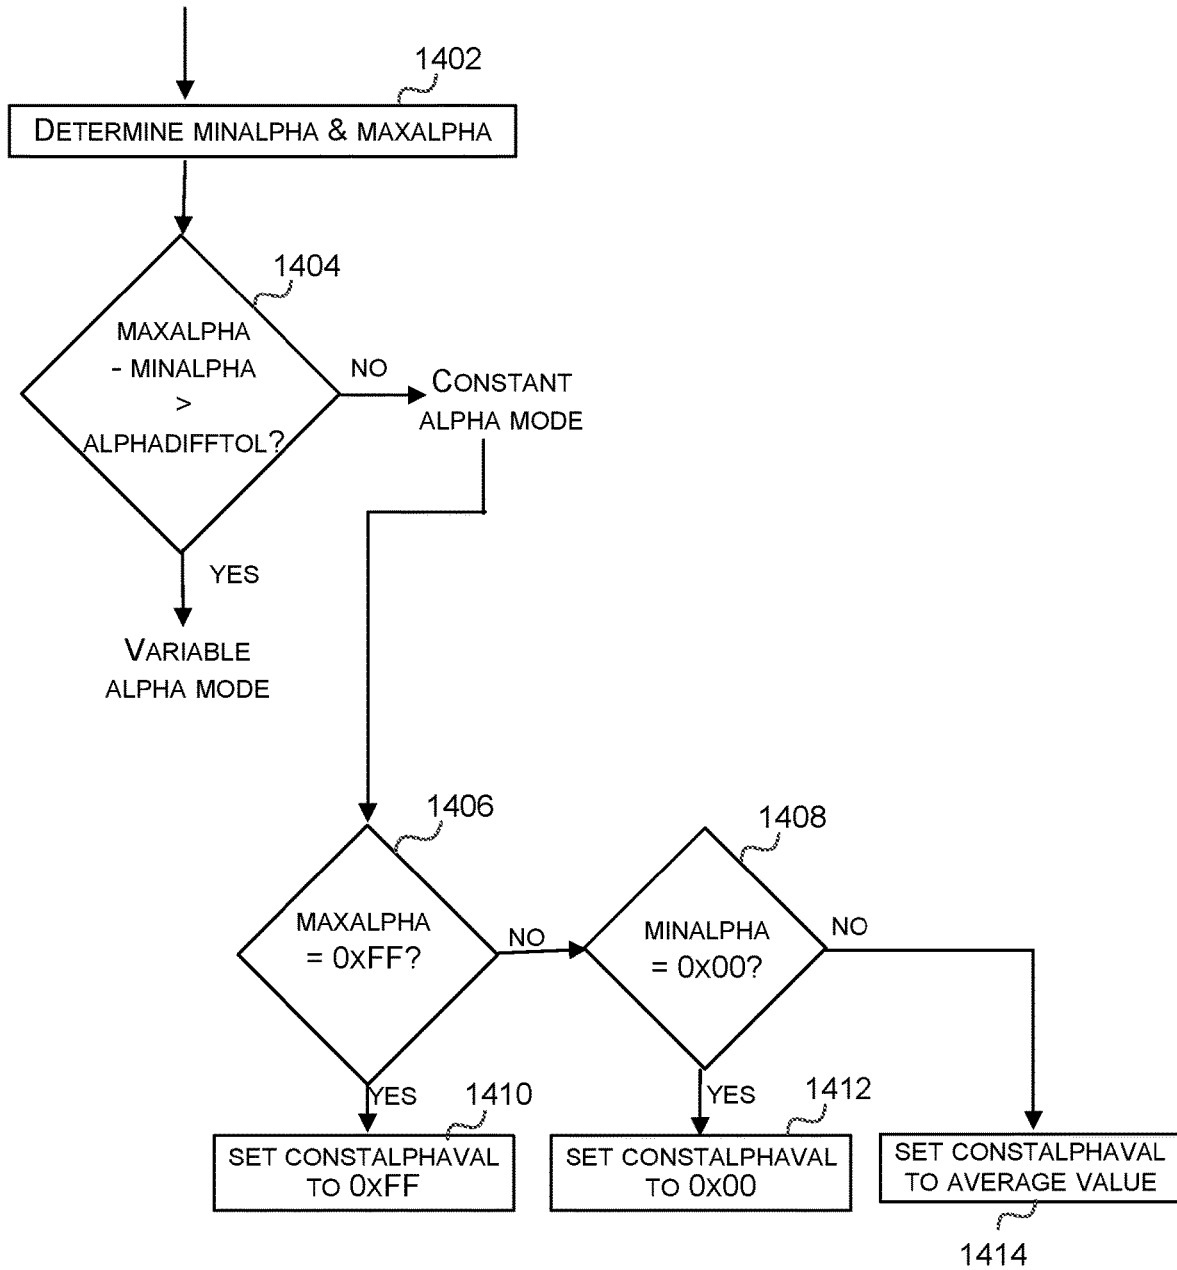 1402
DETERMINE MINALPHA & MAXALPHA
1404
MAXALPHA
- MINALPHA
>
ALPHADIFFTOL?
NO
CONSTANT
ALPHA MODE
YES
VARIABLE
ALPHA MODE
1406
MAXALPHA
= 0XFF?
NO
1408
MINALPHA
= 0X00?
NO
YES
1410
SET CONSTALPHAVAL
TO 0XFF
YES
1412
SET CONSTALPHAVAL
TO 0X00
SET CONSTALPHAVAL
TO AVERAGE VALUE
1414